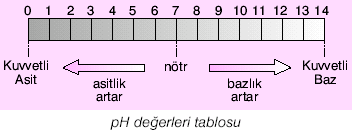 0 1 2 3 4 5 6 7 8 9 10 11 12 13 14
Kuvvetli Asit
asitlik artar
nötr
bazlık artar
Kuvvetli Baz
pH değerleri tablosu